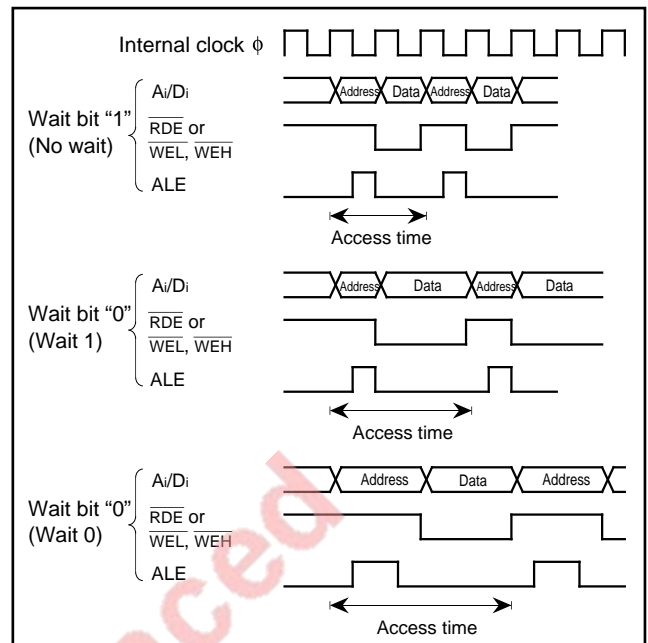 Internal clock ϕ
Wait bit “1”
(No wait)
Ai/Di
Address Data Address Data
RDE or
WEL, WEH
ALE
Access time
Wait bit “0”
(Wait 1)
Ai/Di
Address Data Address Data
RDE or
WEL, WEH
ALE
Access time
Wait bit “0”
(Wait 0)
Ai/Di
Address Data Address
RDE or
WEL, WEH
ALE
Access time
nced